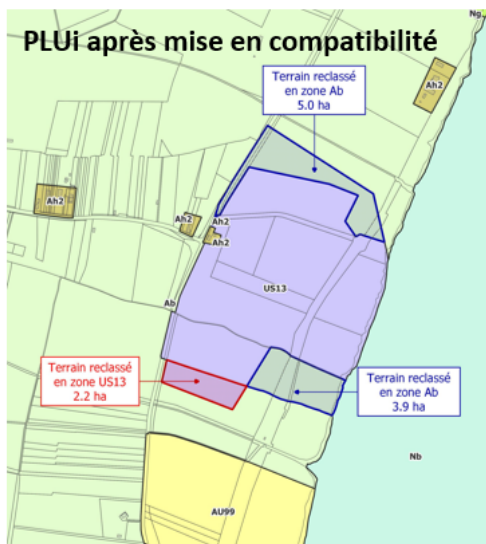 Ng
PLUi après mise en compatibilité
Terrain reclassé
en zone Ab
5.0 ha
Ah2
Ah2
Ah2
Ah2
US13
Ab
Terrain reclassé
en zone US13
2.2 ha
Terrain reclassé
en zone Ab
3.9 ha
Nb
AU99